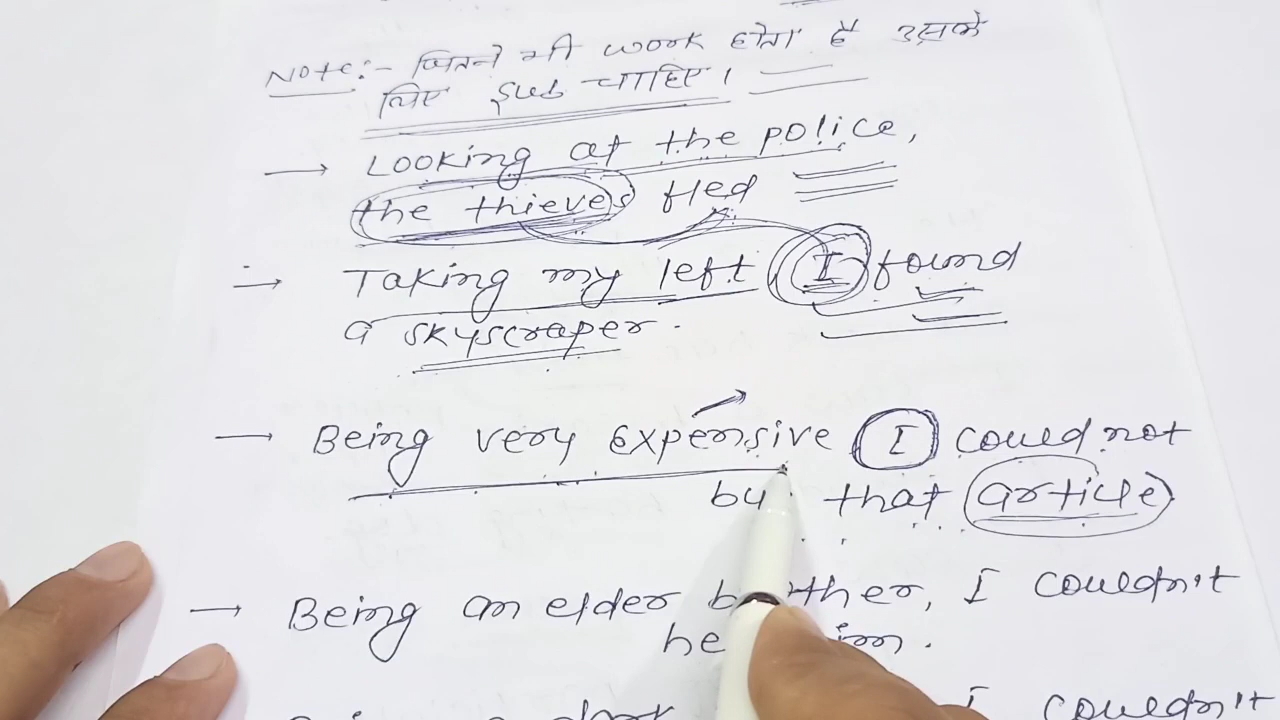 Note:- जितने भी work होता है उसके
लिए sub चाहिए।
→ Looking at the police,
the thieves fled
→ Taking my left I found
a skyscraper.
→ Being very expensive I could not
that article
→ Being an elder brother, I couldn't
I couldn't